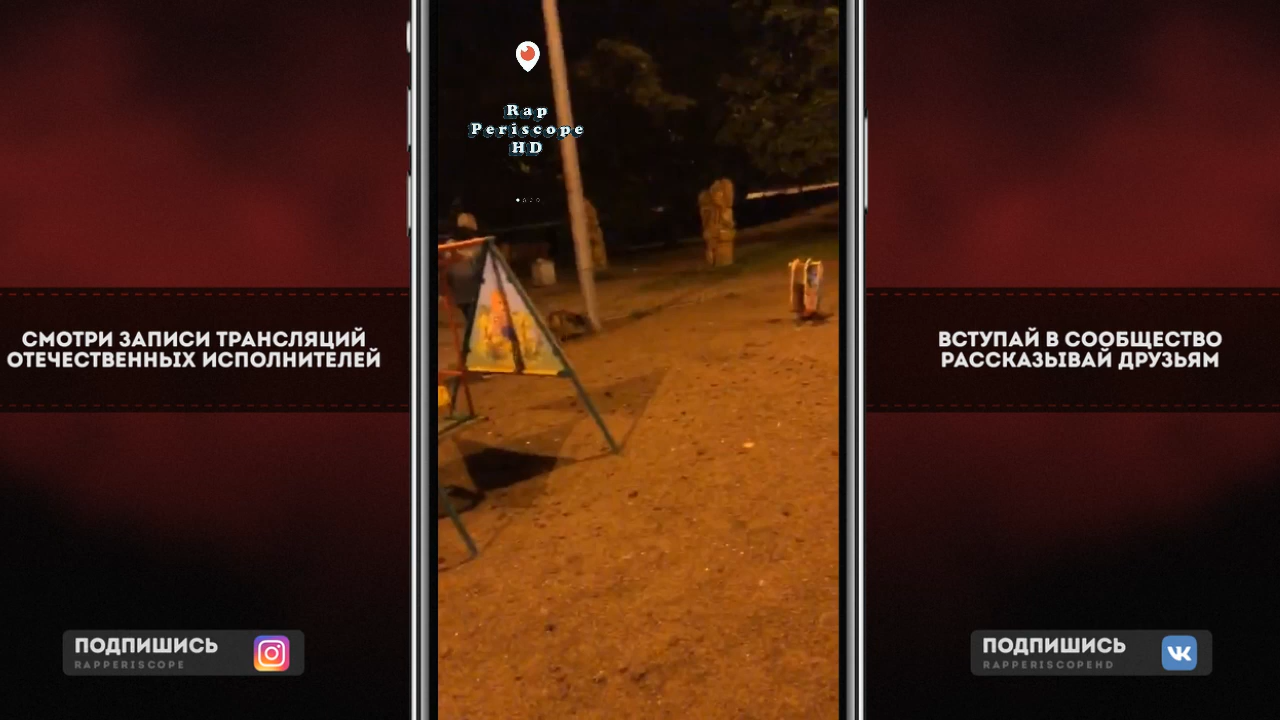 Rap
Periscope
HD
СМОТРИ ЗАПИСИ ТРАНСЛЯЦИЙ
ОТЕЧЕСТВЕННЫХ ИСПОЛНИТЕЛЕЙ
ВСТУПАЙ В СООБЩЕСТВО
РАССКАЗЫВАЙ ДРУЗЬЯМ
ПОДПИШИСЬ
RAPPERISCOPE
ПОДПИШИСЬ
RAPPERISCOPEHD